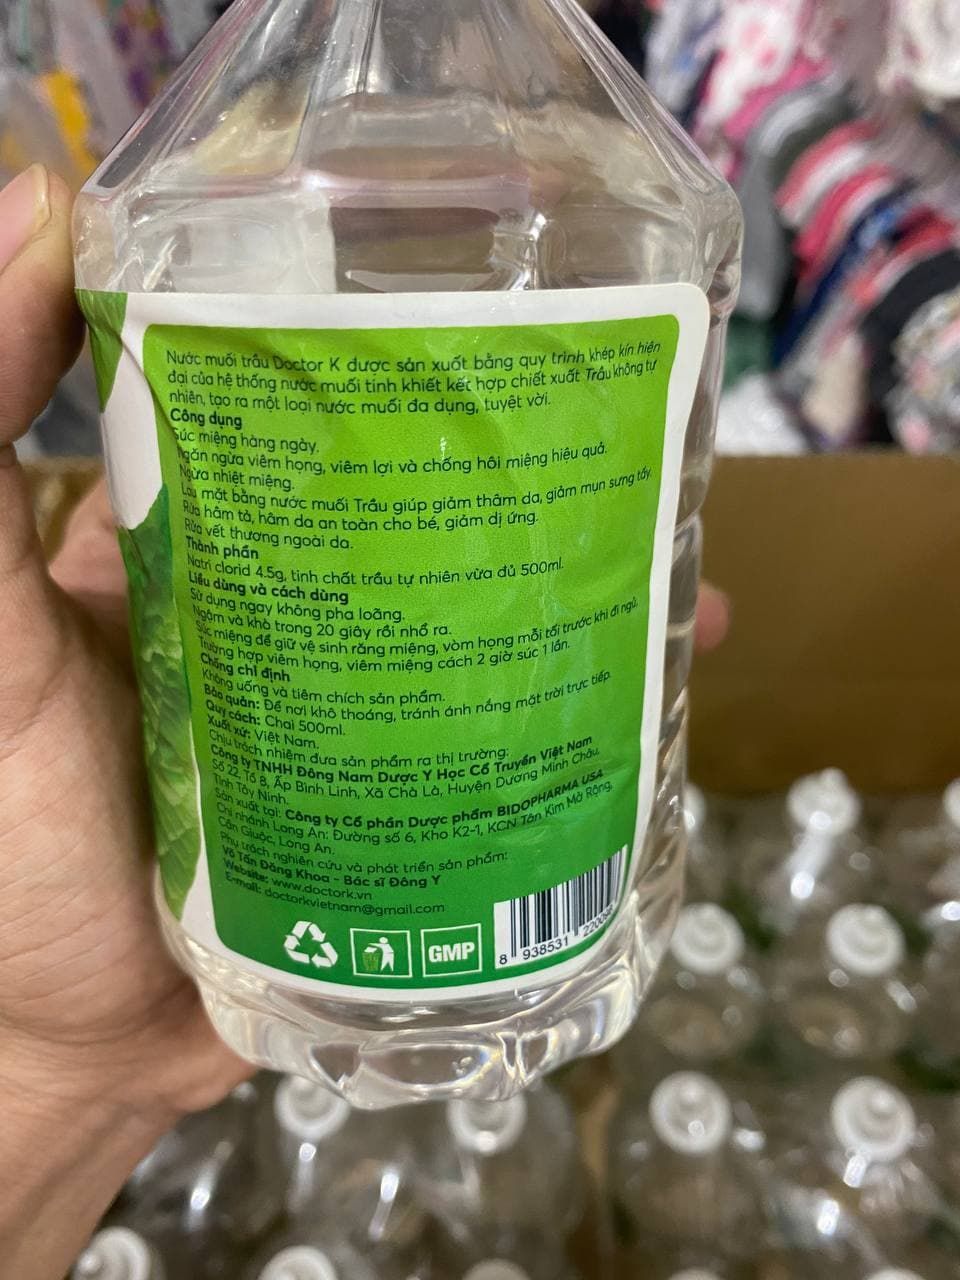 Nước muối trầu Doctor K được sản xuất bằng quy trình khép kín hiện
đại của hệ thống nước muối tinh khiết kết hợp chiết xuất Trầu không tự
nhiên, tạo ra một loại nước muối đa dụng, tuyệt vời.
Công dụng
Súc miệng hàng ngày.
Ngăn ngừa viêm họng, viêm lợi và chống hôi miệng hiệu quả.
Ngừa nhiệt miệng.
Lau mặt bằng nước muối Trầu giúp giảm thâm da, giảm mụn sưng tấy.
Rửa hăm tả, hăm da an toàn cho bé, giảm dị ứng.
Rửa vết thương ngoài da.
Thành phần
Natri clorid 4.5g, tinh chất trầu tự nhiên vừa đủ 500ml.
Liều dùng và cách dùng
Sử dụng ngay không pha loãng.
Ngậm và khò trong 20 giây rồi nhổ ra.
Súc miệng để giữ vệ sinh răng miệng, vòm họng mỗi tối trước khi đi ngủ.
Trường hợp viêm họng, viêm miệng cách 2 giờ súc 1 lần.
Chống chỉ định
Không uống và tiêm chích sản phẩm.
Bảo quản: Để nơi khô thoáng, tránh ánh nắng mặt trời trực tiếp.
Quy cách: Chai 500ml.
Xuất xứ: Việt Nam.
Chịu trách nhiệm đưa sản phẩm ra thị trường:
Công ty TNHH Đông Nam Dược Y Học Cổ Truyền Việt Nam
Số 22, Tổ 8, Ấp Bình Linh, Xã Chà Là, Huyện Dương Minh Châu,
Tỉnh Tây Ninh.
Sản xuất tại: Công ty Cổ phần Dược phẩm BIDOPHARMA USA
Chi nhánh Long An: Đường số 6, Kho K2-1, KCN Tân Kim Mở Rộng,
Cần Giuộc, Long An.
Phụ trách nghiên cứu và phát triển sản phẩm:
Võ Tấn Đăng Khoa - Bác sĩ Đông Y
Website: www.doctork.vn
E-mail: doctorkvietnam@gmail.com
GMP
8 938531